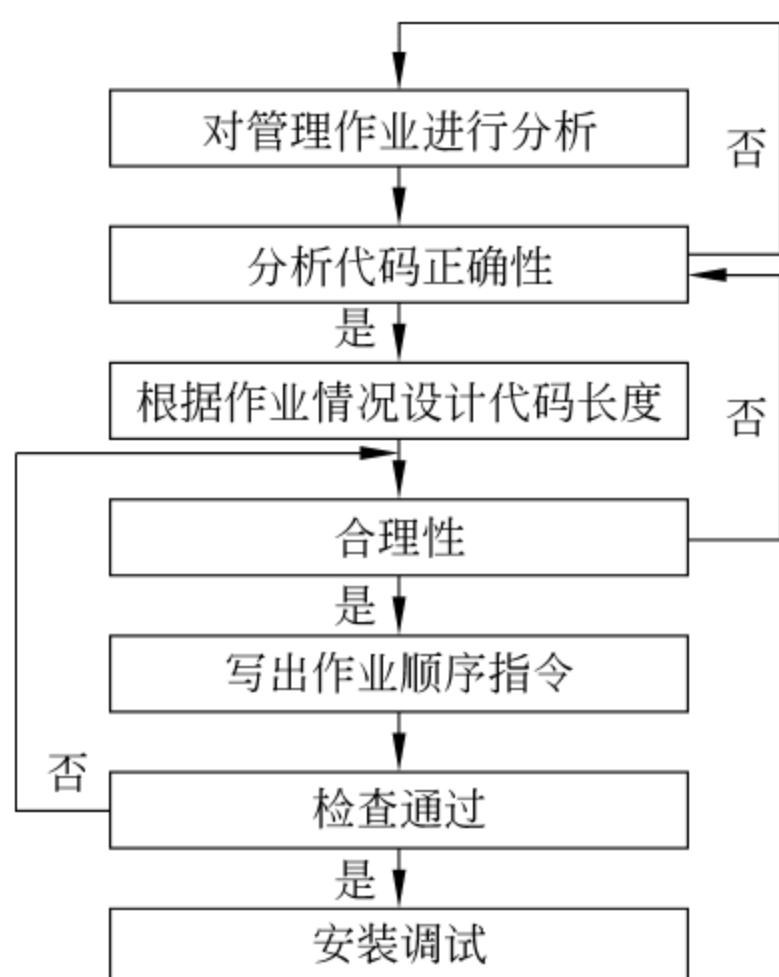 对管理作业进行分析
否
分析代码正确性
是
根据作业情况设计代码长度
否
合理性
是
写出作业顺序指令
否
检查通过
是
安装调试